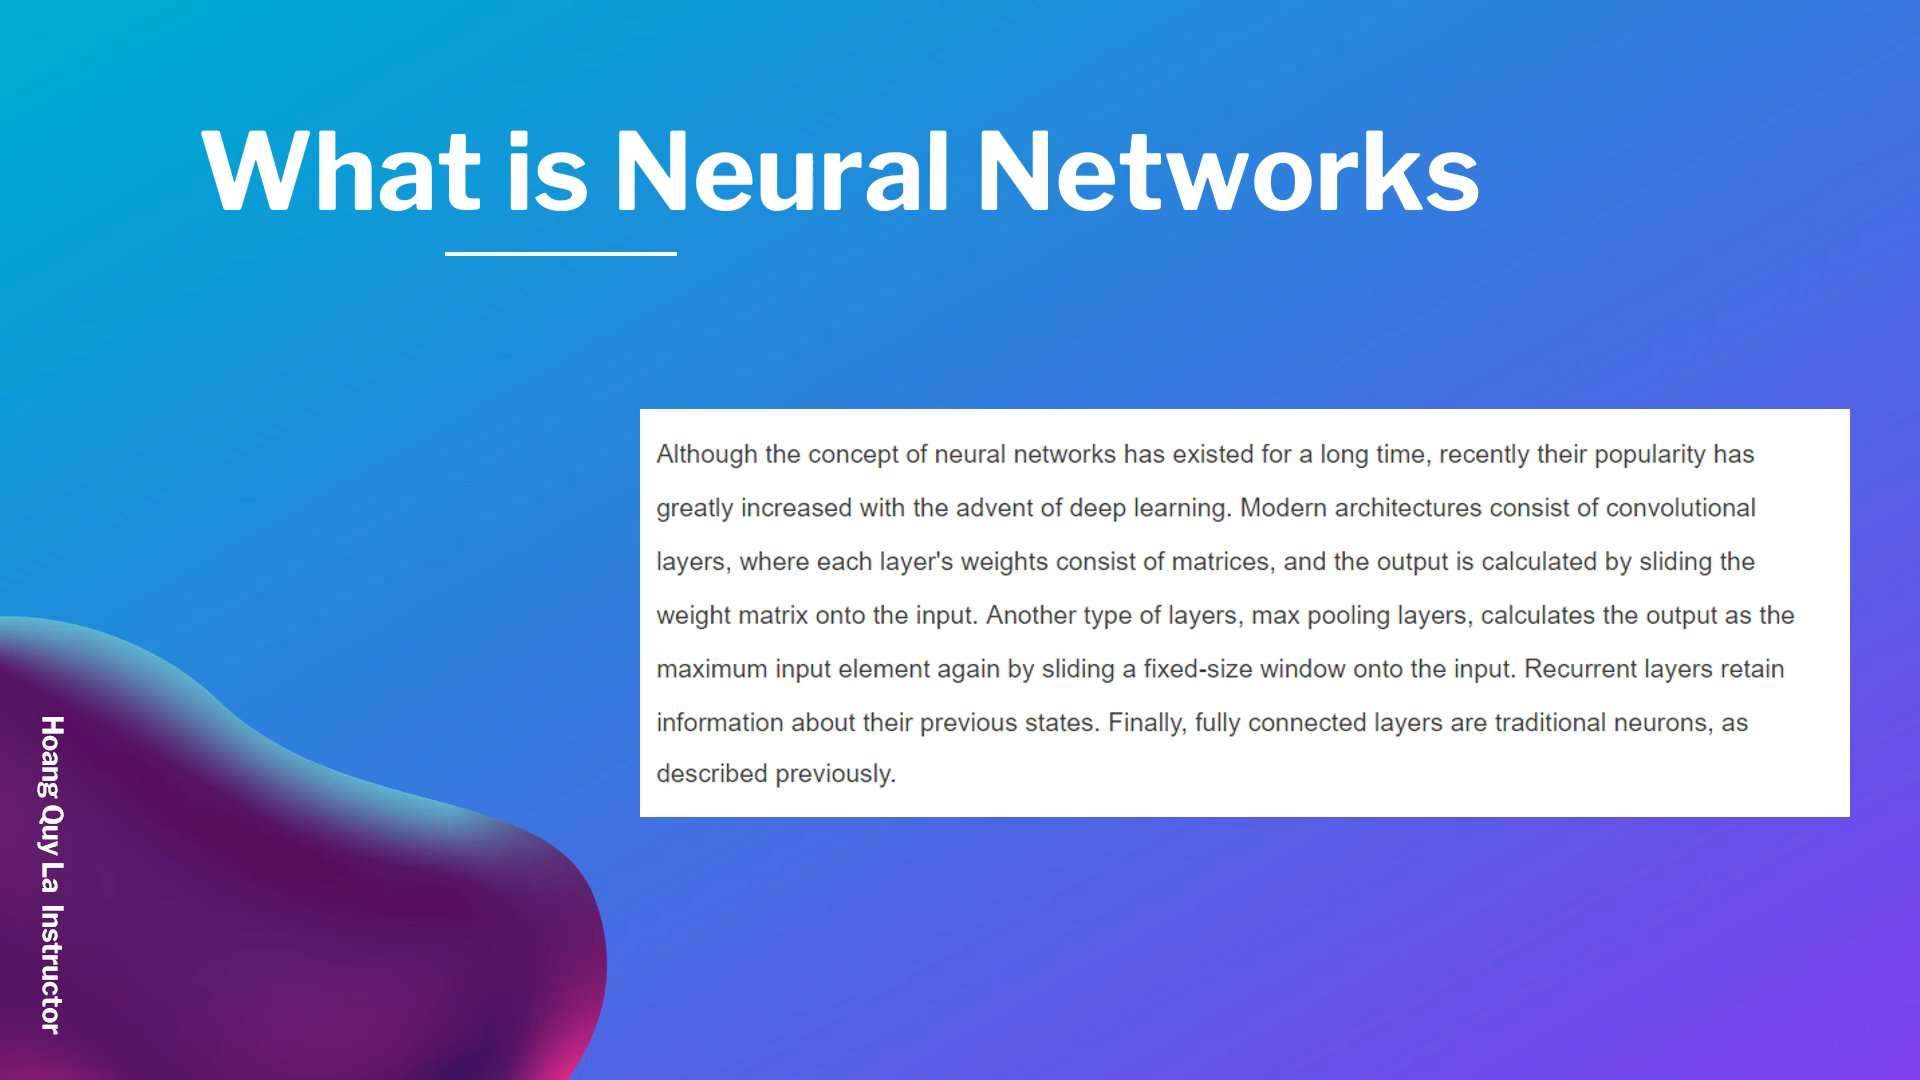 What is Neural Networks
Although the concept of neural networks has existed for a long time, recently their popularity has
greatly increased with the advent of deep learning. Modern architectures consist of convolutional
layers, where each layer's weights consist of matrices, and the output is calculated by sliding the
weight matrix onto the input. Another type of layers, max pooling layers, calculates the output as the
maximum input element again by sliding a fixed-size window onto the input. Recurrent layers retain
information about their previous states. Finally, fully connected layers are traditional neurons, as
described previously.
Hoang Quy La Instructor